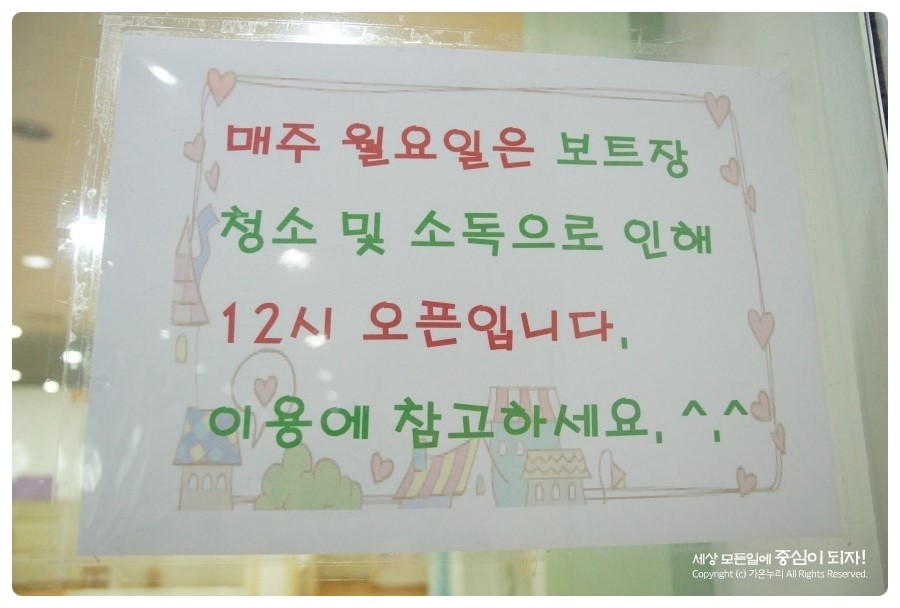 매주 월요일은 보트장
청소 및 소독으로 인해
12시 오픈입니다.
이용에 참고하세요. ^.^
세상 모든일에 중심이 되자!
Copyright (c) 가온누리 All Rights Reserved.